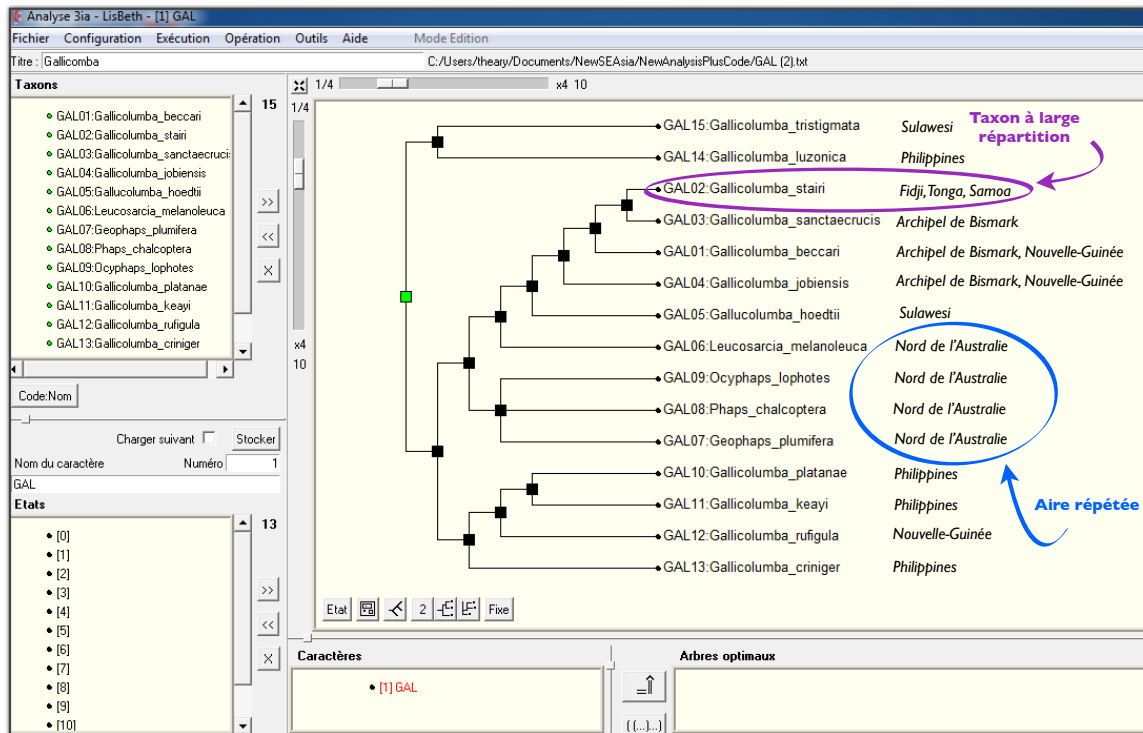 Analyse 3ia - LisBeth - [1] GAL
Fichier Configuration Exécution Opération Outils Aide Mode Edition
Titre : Gallicomba C:/Users/theary/Documents/NewSEAsia/NewAnalysisPlusCode/GAL (2).txt
Taxons
15
GAL01:Gallicolumba_beccari
GAL02:Gallicolumba_stairi
GAL03:Gallicolumba_sanctaecruci:
GAL04:Gallicolumba_jobiensis
GAL05:Gallucolumba_hoedtii
GAL06:Leucosarcia_melanoleuca
GAL07:Geophaps_plumifera
GAL08:Phaps_chalcoptera
GAL09:Ocyphaps_lophotes
GAL10:Gallicolumba_platanae
GAL11:Gallicolumba_keayi
GAL12:Gallicolumba_rufigula
GAL13:Gallicolumba_criniger
>>
<<
X
Code:Nom
Charger suivant Stocker
Nom du caractère Numéro 1
GAL
Etats
13
[0]
[1]
[2]
[3]
[4]
[5]
[6]
[7]
[8]
[9]
[10]
>>
<<
X
1/4 x4 10
1/4
x4
10
GAL15:Gallicolumba_tristigmata Sulawesi
GAL14:Gallicolumba_luzonica Philippines
GAL02:Gallicolumba_stairi Fidji, Tonga, Samoa
GAL03:Gallicolumba_sanctaecrucis Archipel de Bismark
GAL01:Gallicolumba_beccari Archipel de Bismark, Nouvelle-Guinée
GAL04:Gallicolumba_jobiensis Archipel de Bismark, Nouvelle-Guinée
GAL05:Gallucolumba_hoedtii Sulawesi
GAL06:Leucosarcia_melanoleuca Nord de l'Australie
GAL09:Ocyphaps_lophotes Nord de l'Australie
GAL08:Phaps_chalcoptera Nord de l'Australie
GAL07:Geophaps_plumifera Nord de l'Australie
GAL10:Gallicolumba_platanae Philippines
GAL11:Gallicolumba_keayi Philippines
GAL12:Gallicolumba_rufigula Nouvelle-Guinée
GAL13:Gallicolumba_criniger Philippines
Taxon à large
répartition
Aire répétée
Etat 2 Fixe
Caractères
[1] GAL
Arbres optimaux
((...)...)